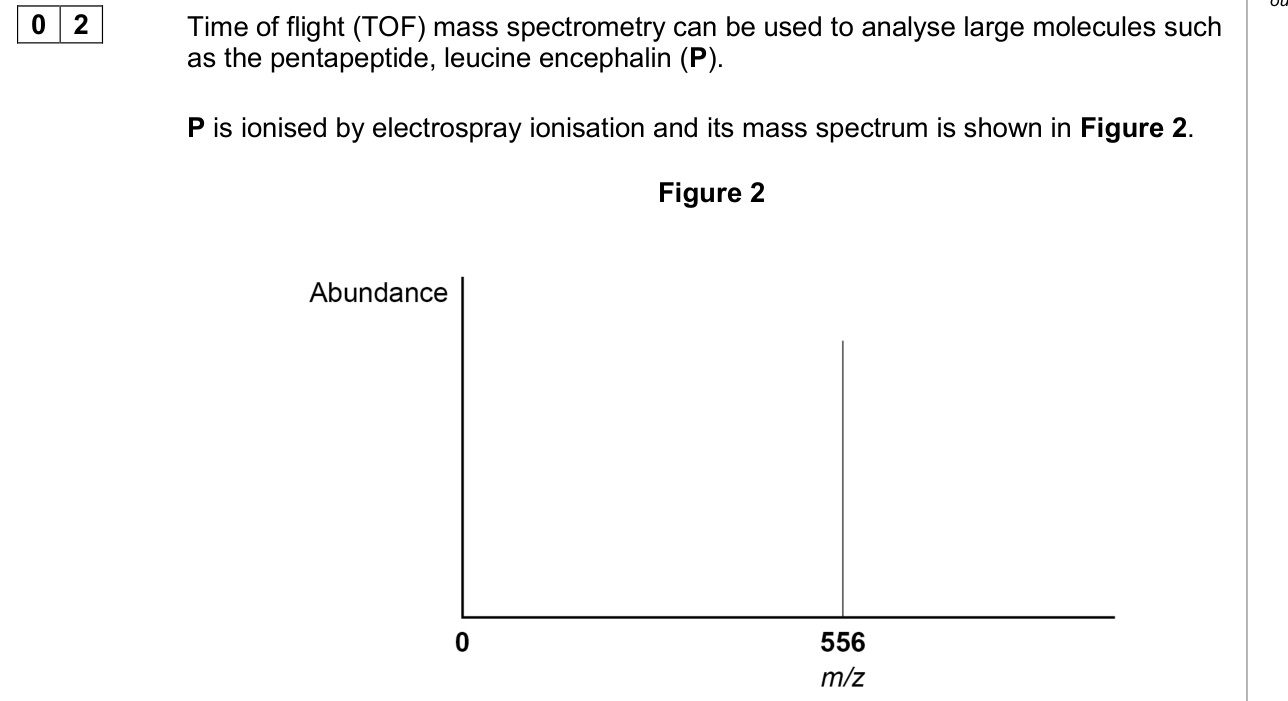 0 2
Time of flight (TOF) mass spectrometry can be used to analyse large molecules such
as the pentapeptide, leucine encephalin (P).
P is ionised by electrospray ionisation and its mass spectrum is shown in Figure 2.
Figure 2
Abundance
0
556
m/z